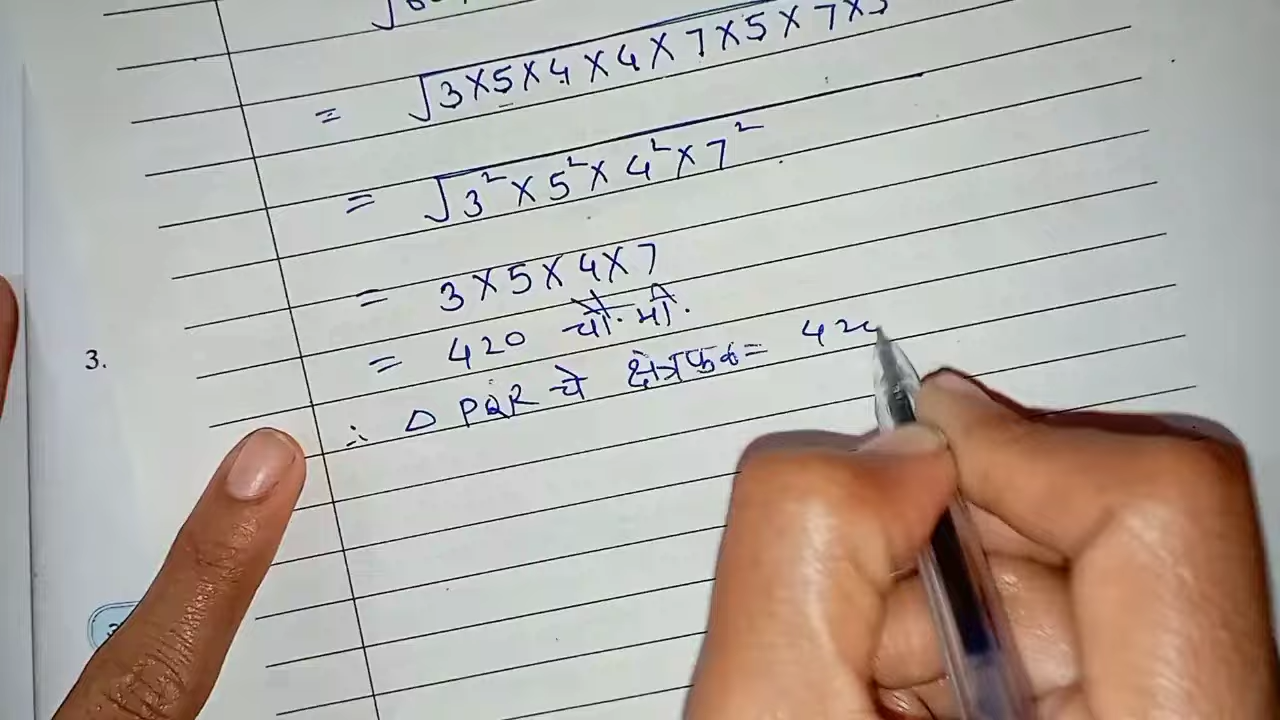 = √3×5×4×4×7×5×7×3
= √3²×5²×4²×7²
= 3×5×4×7
= 420 चौ.मी.
3.
∴ △ PQR चे क्षेत्रफळ = 420